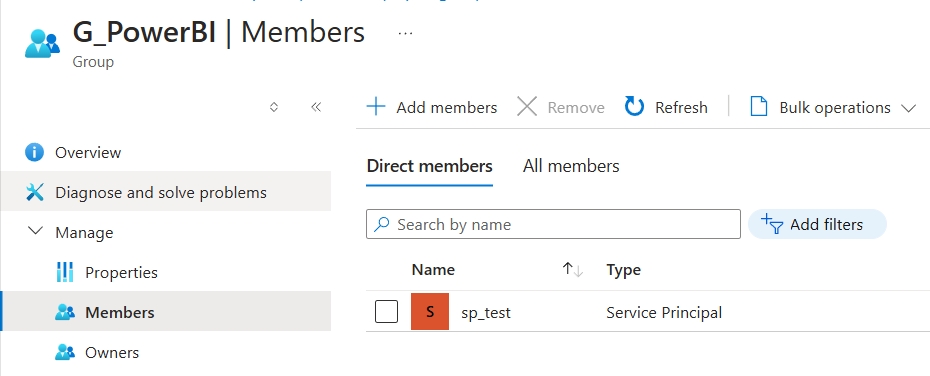 G_PowerBI | Members ...
Group
Add members Remove Refresh Bulk operations
Overview
Diagnose and solve problems
Manage
Properties
Members
Owners
Direct members All members
Search by name Add filters
Name Type
S sp_test Service Principal